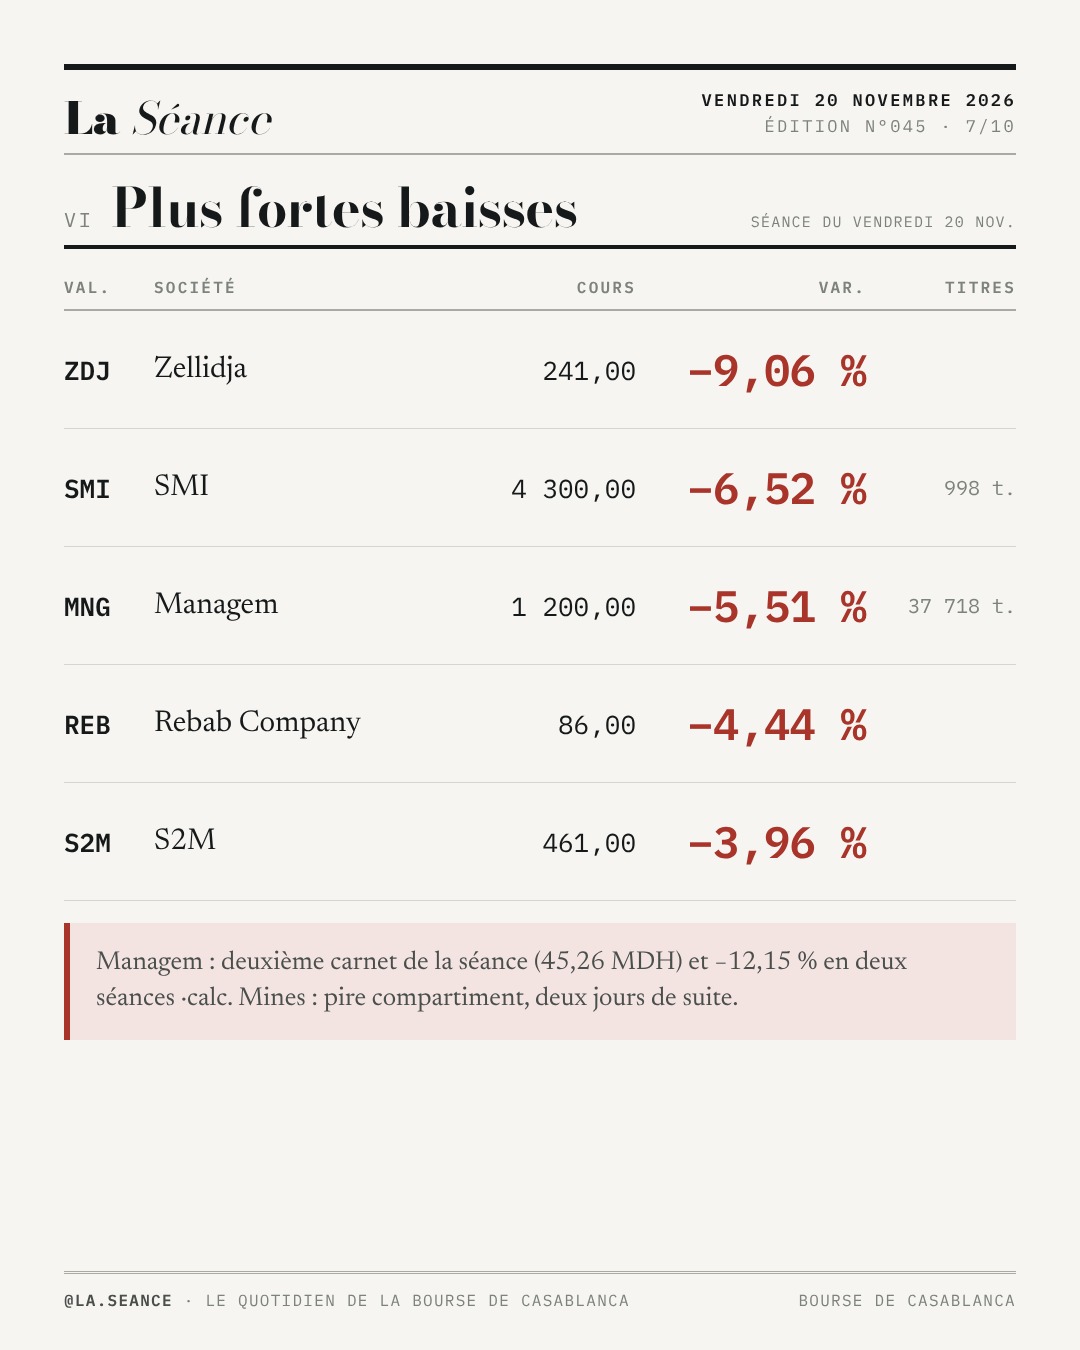 La Séance
VENDREDI 20 NOVEMBRE 2026
ÉDITION N°045 · 7/10
VI Plus fortes baisses
SÉANCE DU VENDREDI 20 NOV.
VAL. SOCIÉTÉ COURS VAR. TITRES
ZDJ Zellidja 241,00 −9,06 %
SMI SMI 4 300,00 −6,52 % 998 t.
MNG Managem 1 200,00 −5,51 % 37 718 t.
REB Rebab Company 86,00 −4,44 %
S2M S2M 461,00 −3,96 %
Managem : deuxième carnet de la séance (45,26 MDH) et −12,15 % en deux
séances ·calc. Mines : pire compartiment, deux jours de suite.
@LA.SEANCE · LE QUOTIDIEN DE LA BOURSE DE CASABLANCA
BOURSE DE CASABLANCA